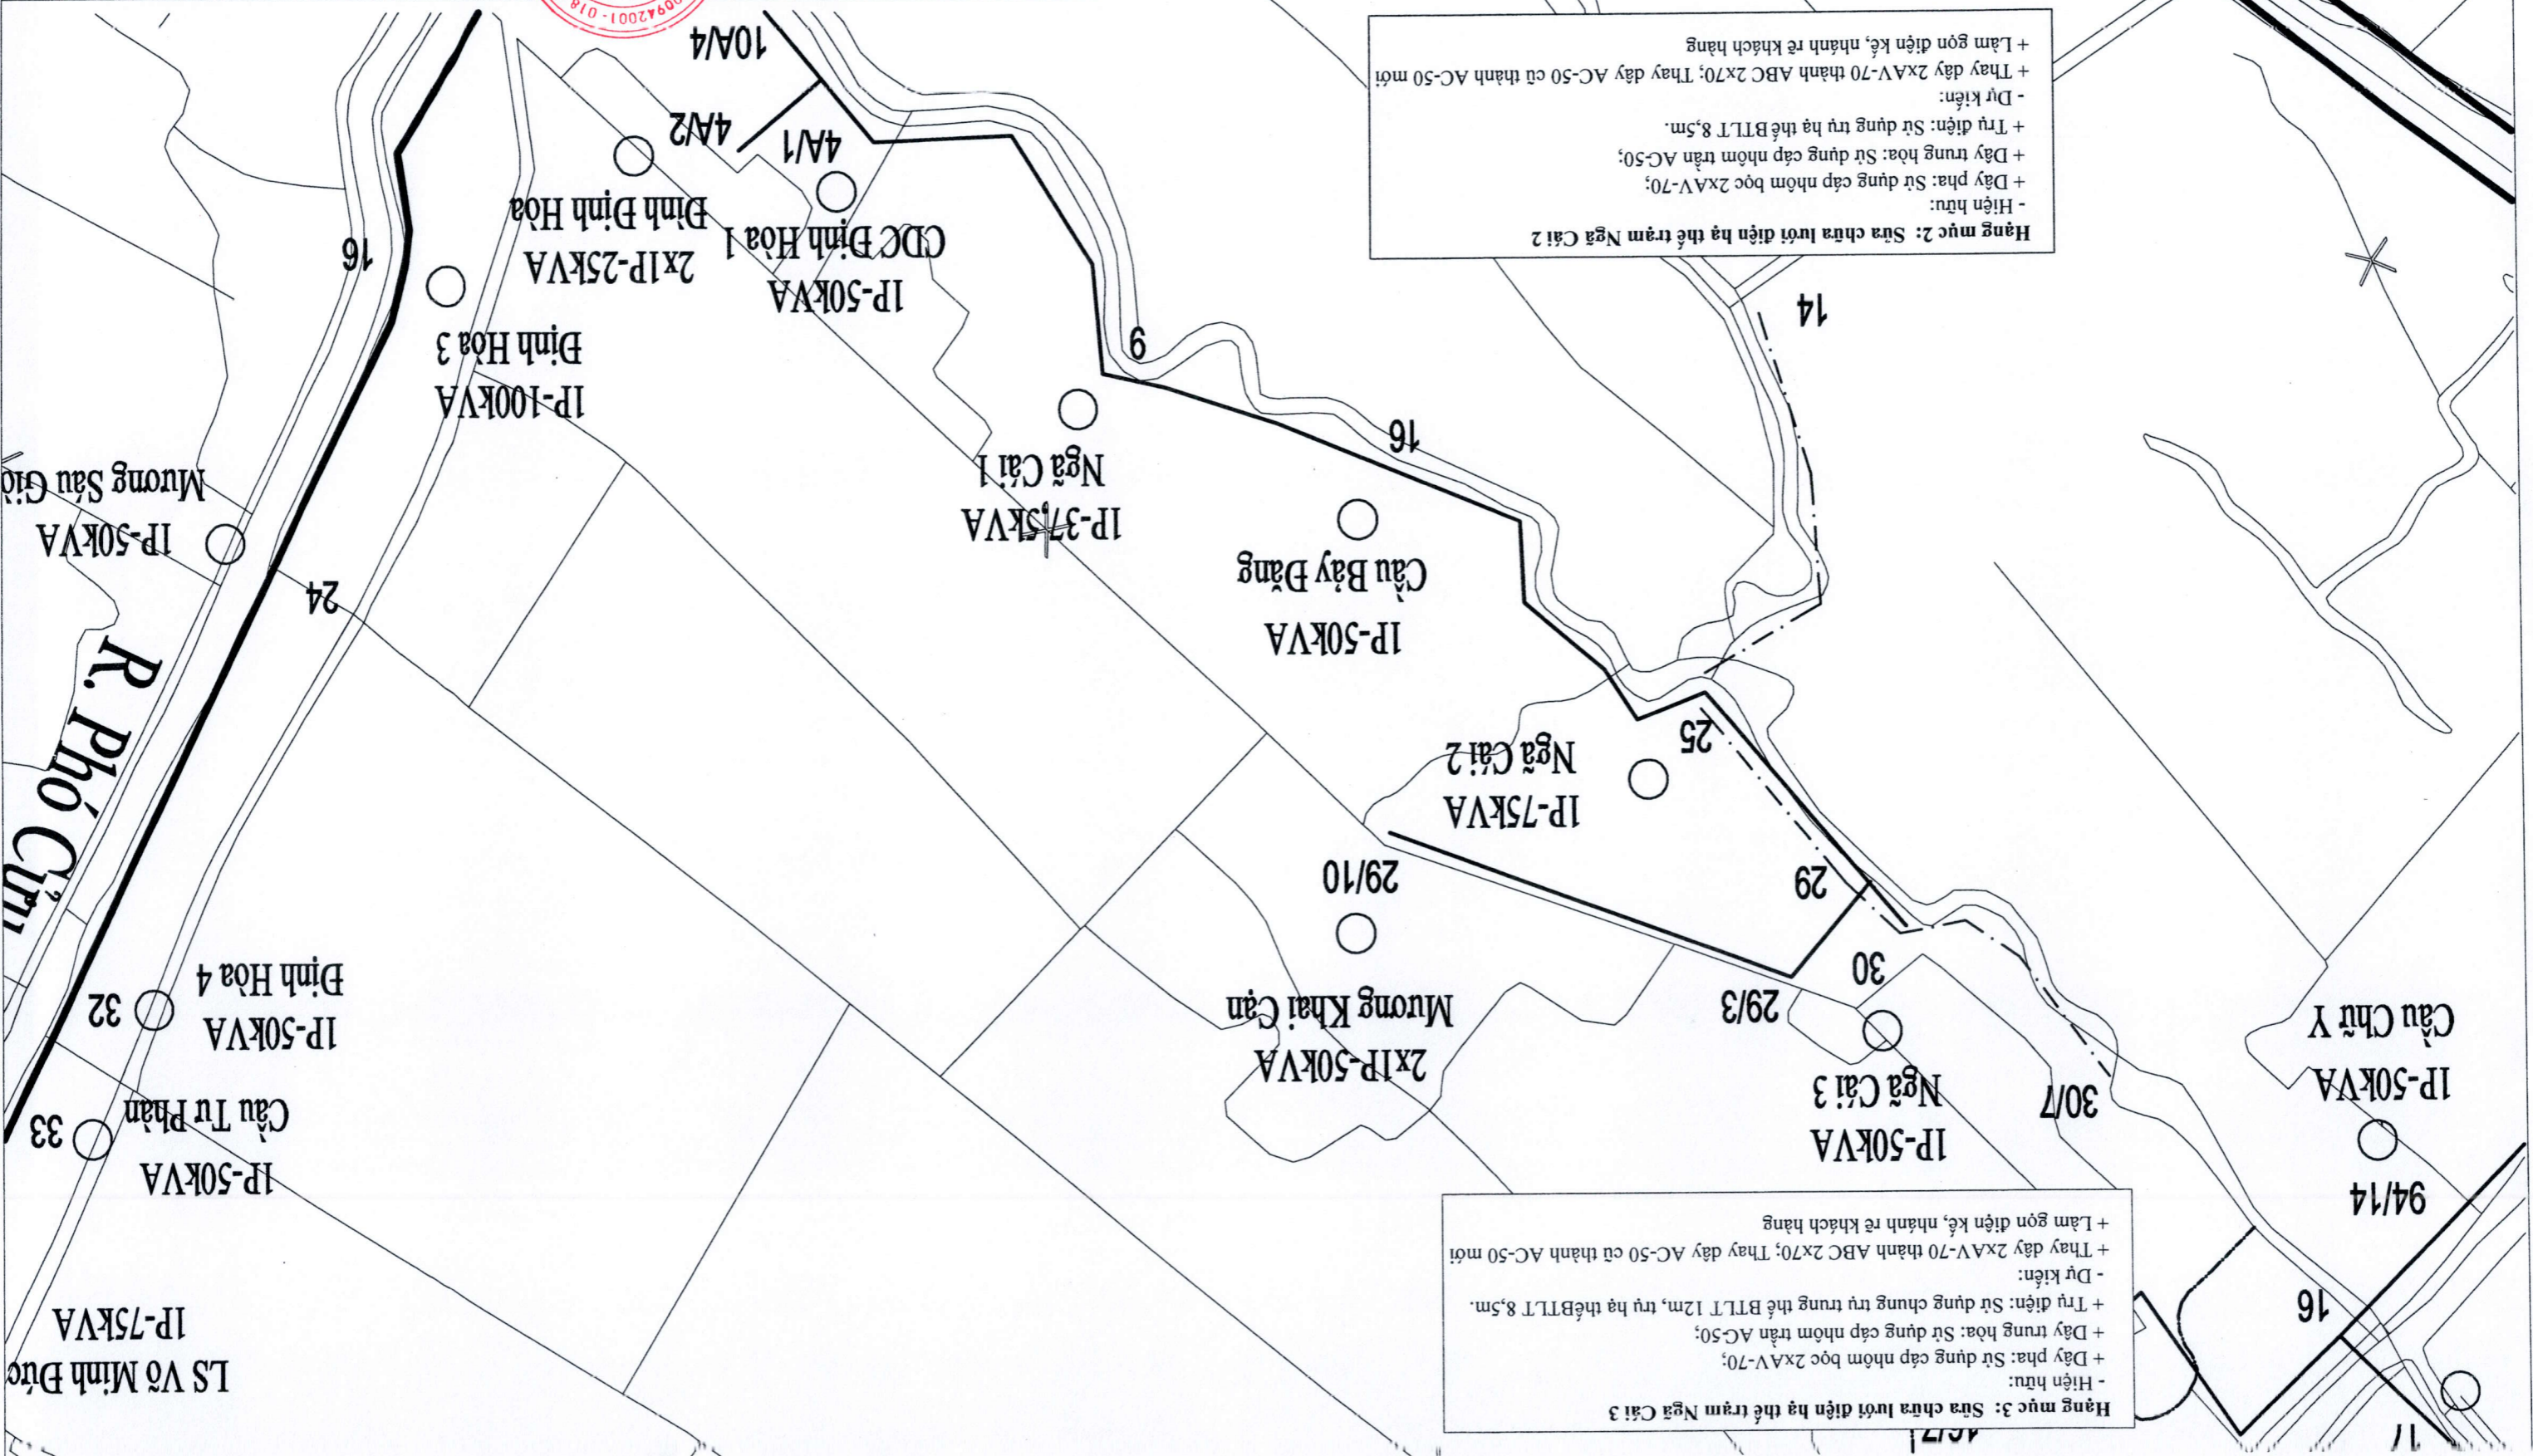 17
16/7
Hạng mục 3: Sửa chữa lưới điện hạ thế trạm Ngã Cái 3
- Hiện hữu:
+ Dây pha: Sử dụng cáp nhôm bọc 2xAV-70;
+ Dây trung hòa: Sử dụng cáp nhôm trần AC-50;
+ Trụ điện: Sử dụng chung trụ trung thế BTLT 12m, trụ hạ thế BTLT 8,5m.
- Dự kiến:
+ Thay dây 2xAV-70 thành ABC 2x70; Thay dây AC-50 cũ thành AC-50 mới
+ Làm gọn điện kế, nhánh rẽ khách hàng
LS Võ Minh Đức
1P-75kVA
16
94/14
1P-50kVA
Cầu Chữ Y
1P-50kVA
Ngã Cái 3
30/7
1P-50kVA
Cầu Tư Phàn
33
2x1P-50kVA
Mương Khai Cạn
1P-50kVA
Định Hòa 4
32
29/3
30
29/10
29
1P-75kVA
Ngã Cái 2
25
R. Phó Cửu
1P-50kVA
Cầu Bảy Đăng
24
1P-50kVA
Mương Sáu Giò
1P-37,5kVA
Ngã Cái 1
16
1P-100kVA
Định Hòa 3
9
14
1P-50kVA
CDC Định Hòa 1
2x1P-25kVA
Đình Định Hòa
16
4A/1
4A/2
10A/4
Hạng mục 2: Sửa chữa lưới điện hạ thế trạm Ngã Cái 2
- Hiện hữu:
+ Dây pha: Sử dụng cáp nhôm bọc 2xAV-70;
+ Dây trung hòa: Sử dụng cáp nhôm trần AC-50;
+ Trụ điện: Sử dụng trụ hạ thế BTLT 8,5m.
- Dự kiến:
+ Thay dây 2xAV-70 thành ABC 2x70; Thay dây AC-50 cũ thành AC-50 mới
+ Làm gọn điện kế, nhánh rẽ khách hàng
00942001-018